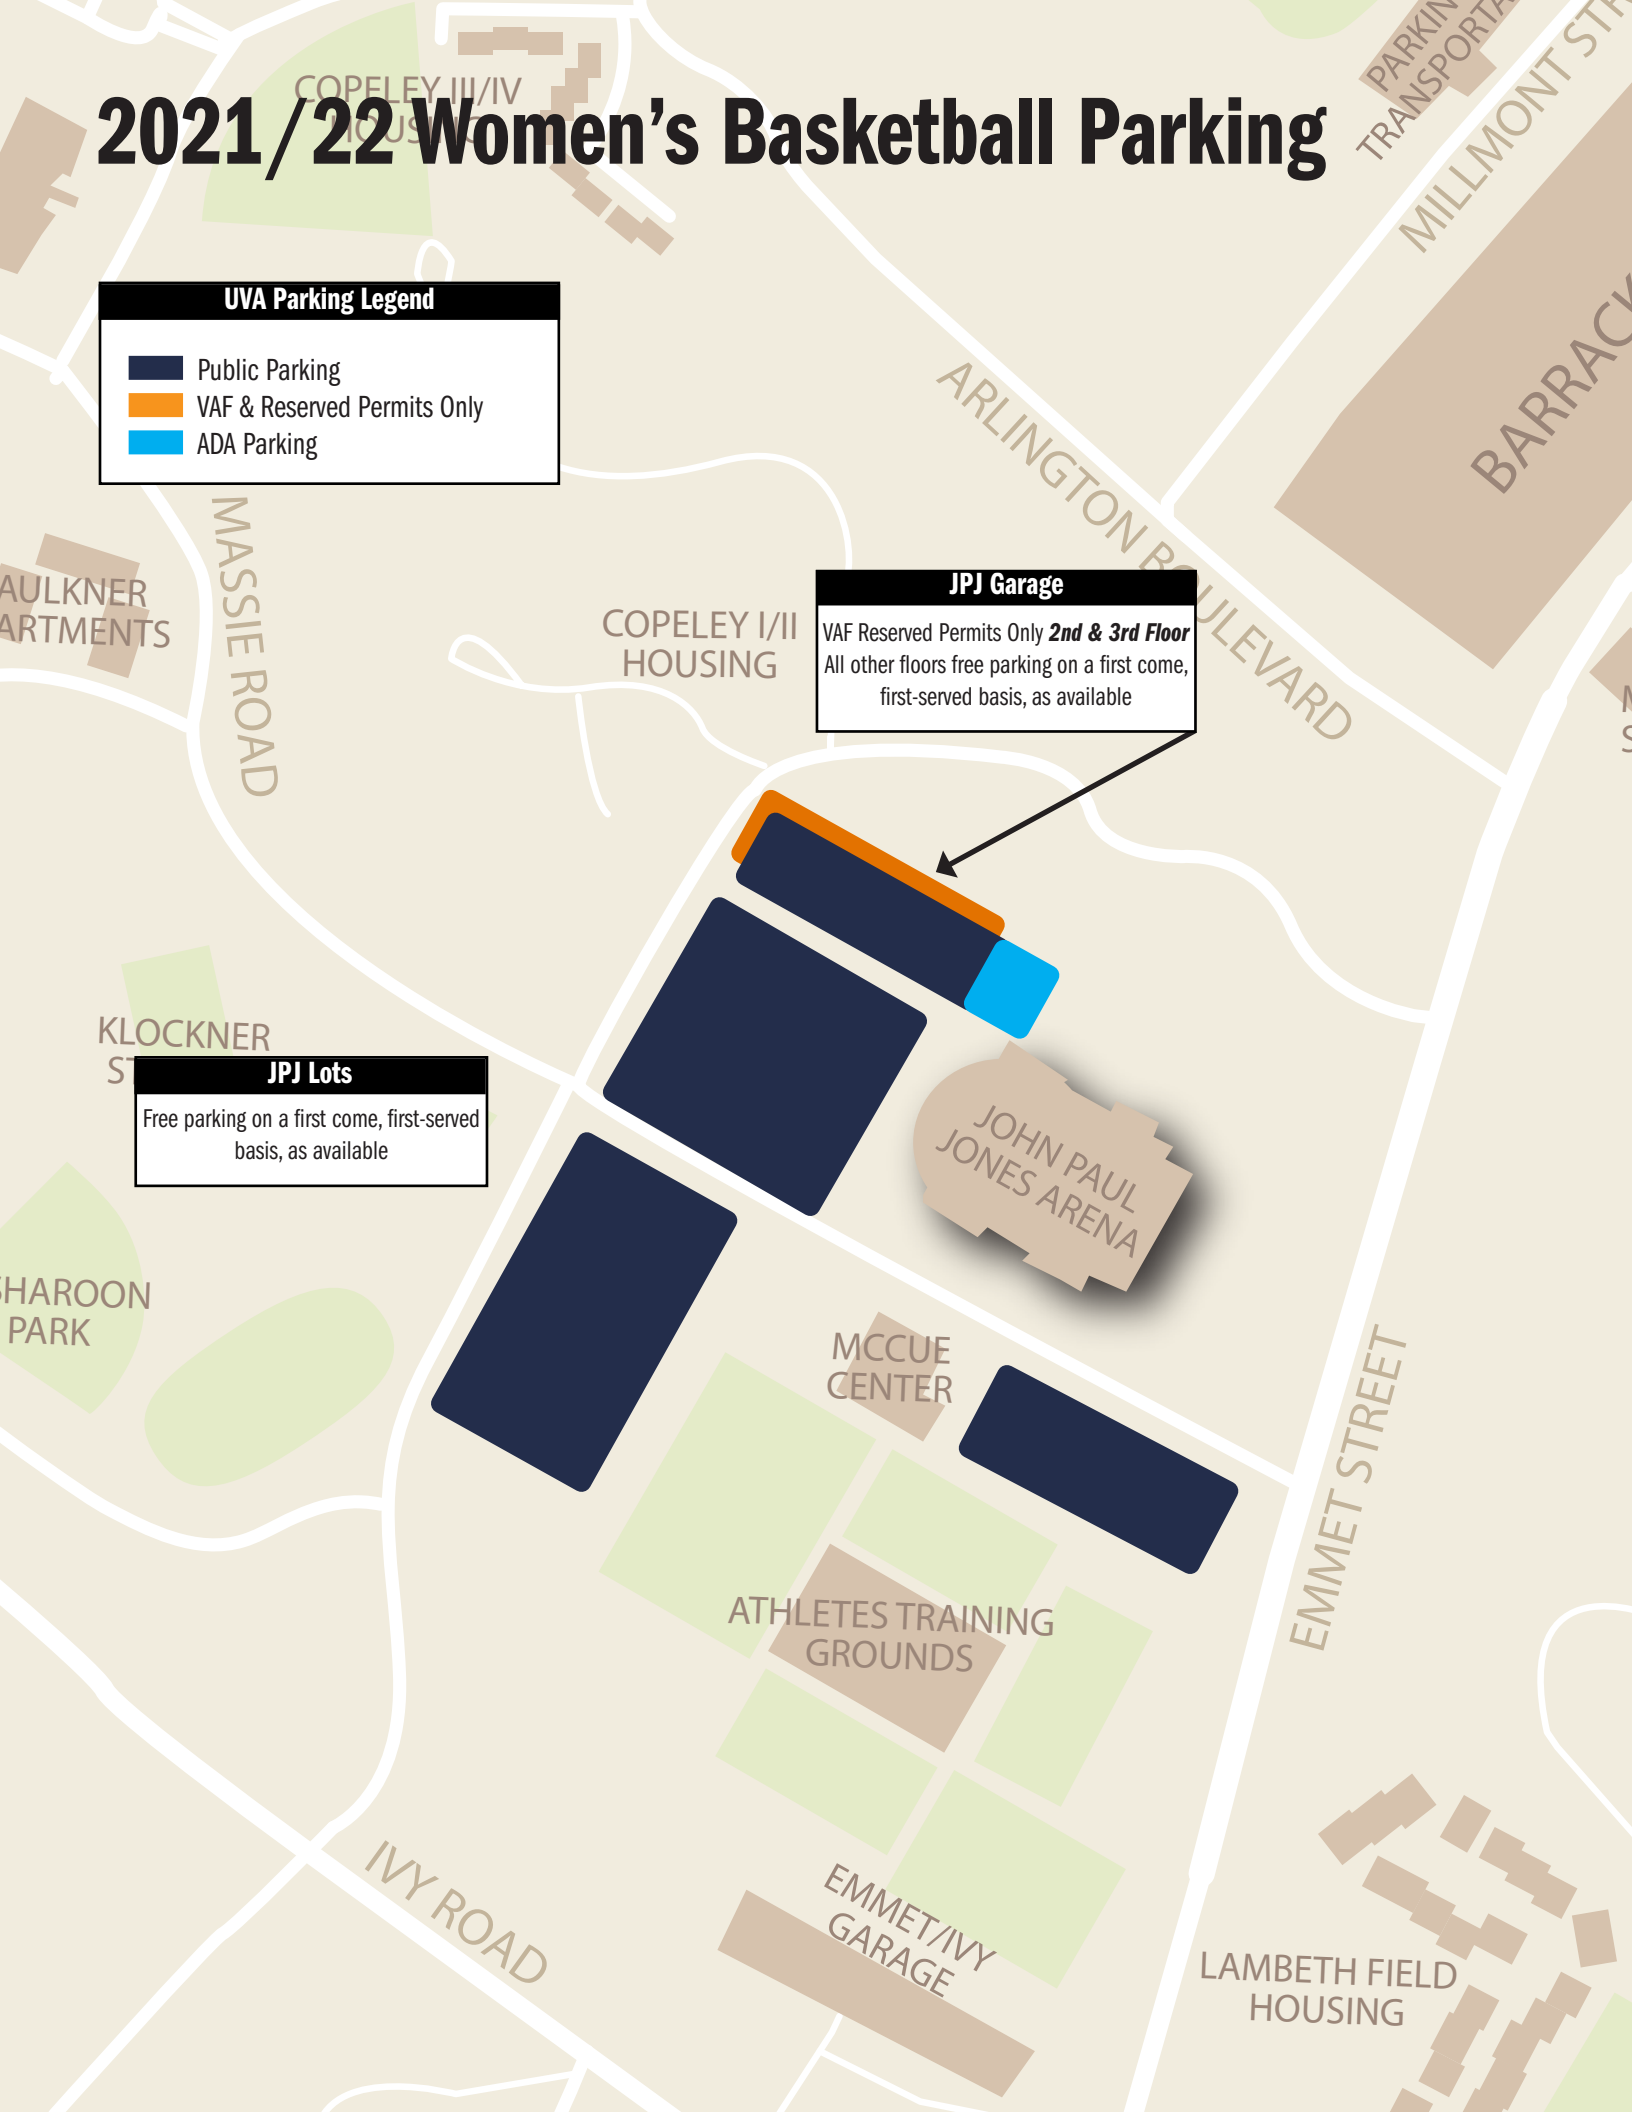 COPELEY III/IV
HOUSING
2021/22 Women’s Basketball Parking
MILLMONT
UVA Parking Legend
Public Parking
VAF & Reserved Permits Only
ADA Parking
ARLINGTON BOULEVARD
MASSIE ROAD
AULKNER
ARTMENTS
COPELEY I/II
HOUSING
JPJ Garage
VAF Reserved Permits Only 2nd & 3rd Floor
All other floors free parking on a first come,
first-served basis, as available
KLOCKNER
JPJ Lots
Free parking on a first come, first-served
basis, as available
JOHN PAUL
JONES ARENA
HAROON
PARK
MCCUE
CENTER
EMMET STREET
ATHLETES TRAINING
GROUNDS
IVY ROAD
EMMET/IVY
GARAGE
LAMBETH FIELD
HOUSING